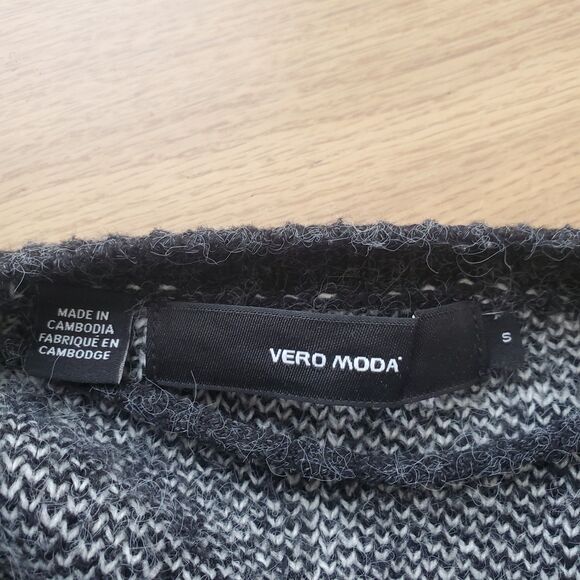 MADE IN
CAMBODIA
FABRIQUÉ EN
CAMBODGE
VERO MODA
S